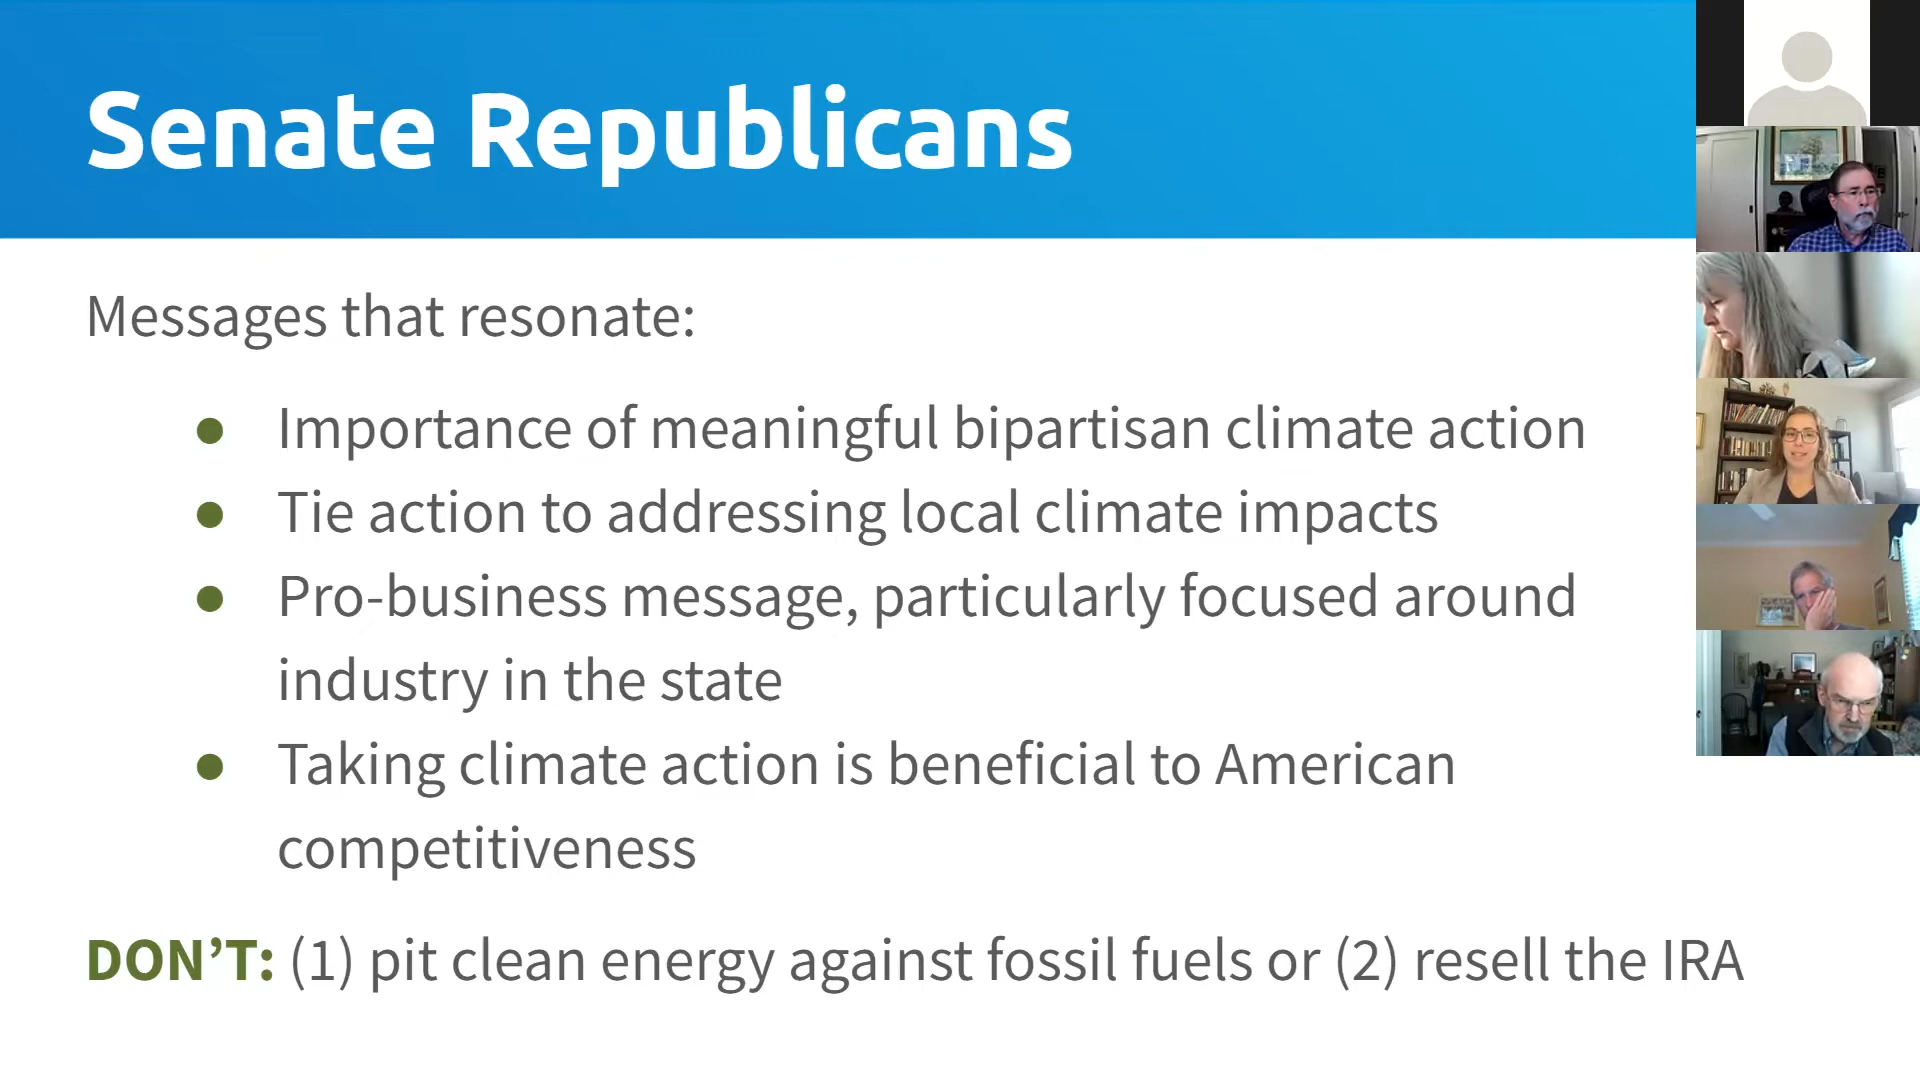 Senate Republicans
Messages that resonate:
● Importance of meaningful bipartisan climate action
● Tie action to addressing local climate impacts
● Pro-business message, particularly focused around
industry in the state
● Taking climate action is beneficial to American
competitiveness
DON’T: (1) pit clean energy against fossil fuels or (2) resell the IRA